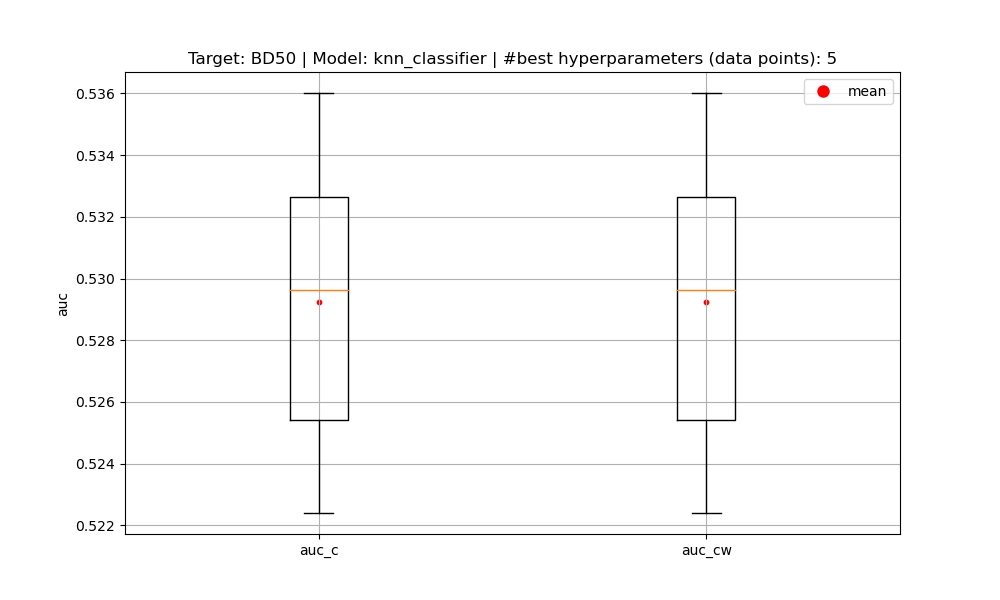 Target: BD50 | Model: knn_classifier | #best hyperparameters (data points): 5
mean
0.536
0.534
0.532
0.530
0.528
0.526
0.524
0.522
auc
auc_c
auc_cw